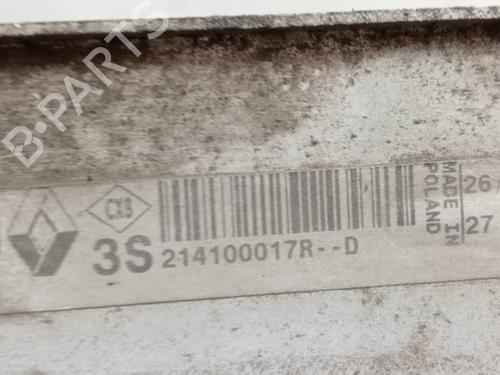 CXS
3S
214100017R--D
MADE IN
POLAND
26
27
B-PARTS